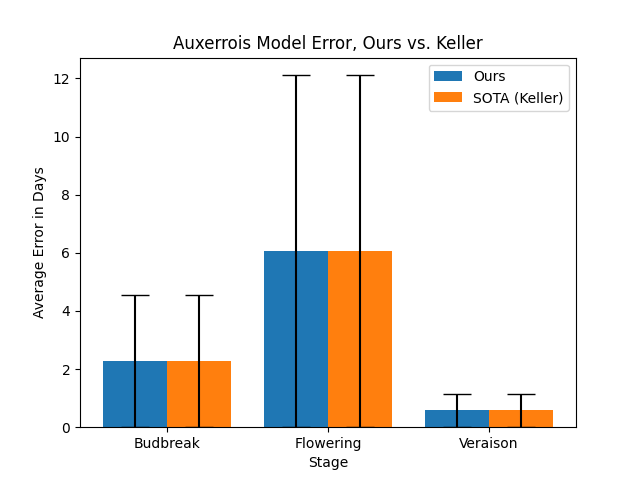 Auxerrois Model Error, Ours vs. Keller
Ours
SOTA (Keller)
Average Error in Days
12
10
8
6
4
2
0
Budbreak
Flowering
Veraison
Stage